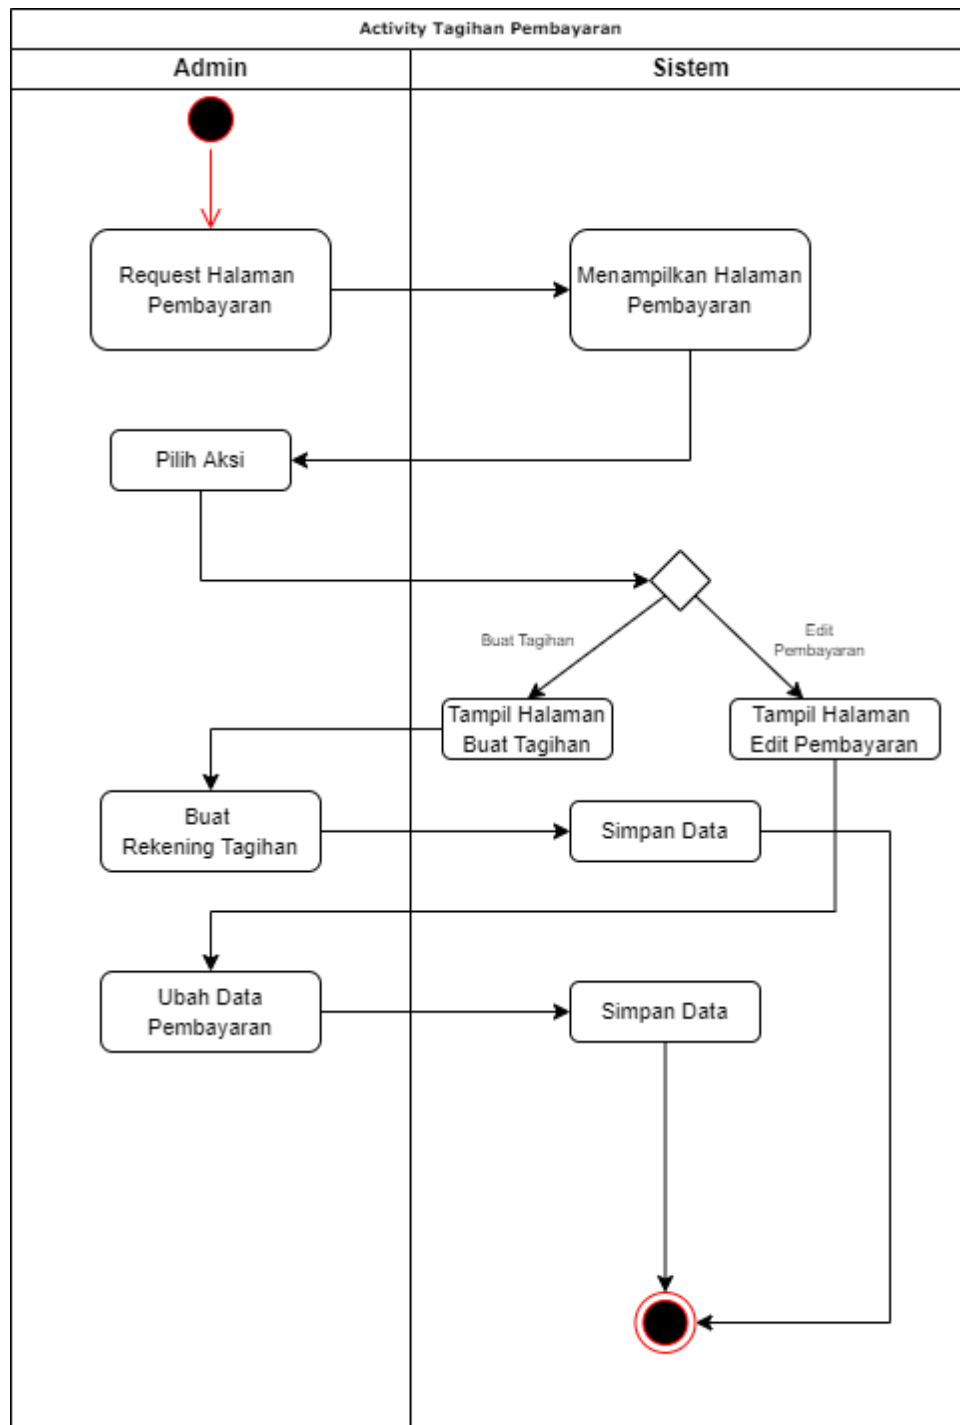 Activity Tagihan Pembayaran
Admin
Sistem
Request Halaman
Pembayaran
Menampilkan Halaman
Pembayaran
Pilih Aksi
Buat Tagihan
Edit
Pembayaran
Tampil Halaman
Buat Tagihan
Tampil Halaman
Edit Pembayaran
Buat
Rekening Tagihan
Simpan Data
Ubah Data
Pembayaran
Simpan Data